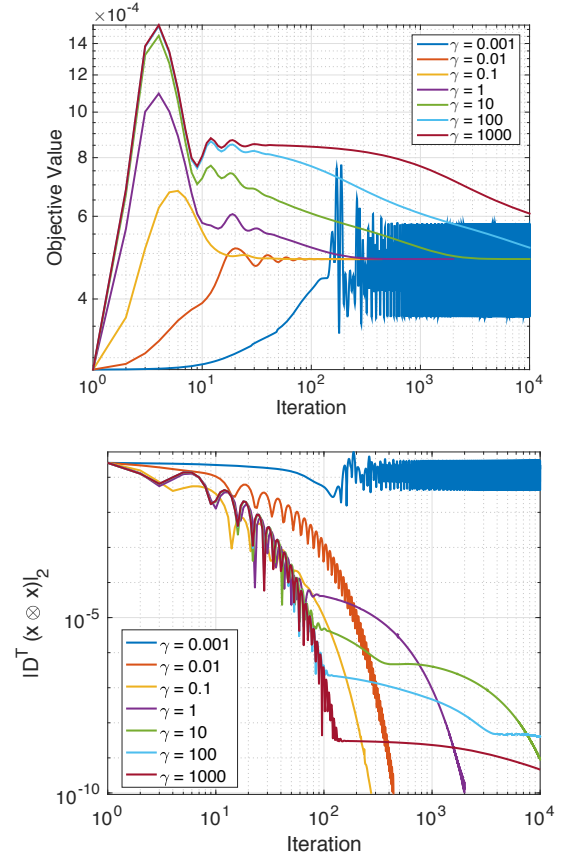 ×10⁻⁴
14
12
10
8
6
4
Objective Value
γ = 0.001
γ = 0.01
γ = 0.1
γ = 1
γ = 10
γ = 100
γ = 1000
10⁰ 10¹ 10² 10³ 10⁴
Iteration
10⁻⁵
10⁻¹⁰
|D^T (x ⊗ x)|₂
γ = 0.001
γ = 0.01
γ = 0.1
γ = 1
γ = 10
γ = 100
γ = 1000
10⁰ 10¹ 10² 10³ 10⁴
Iteration